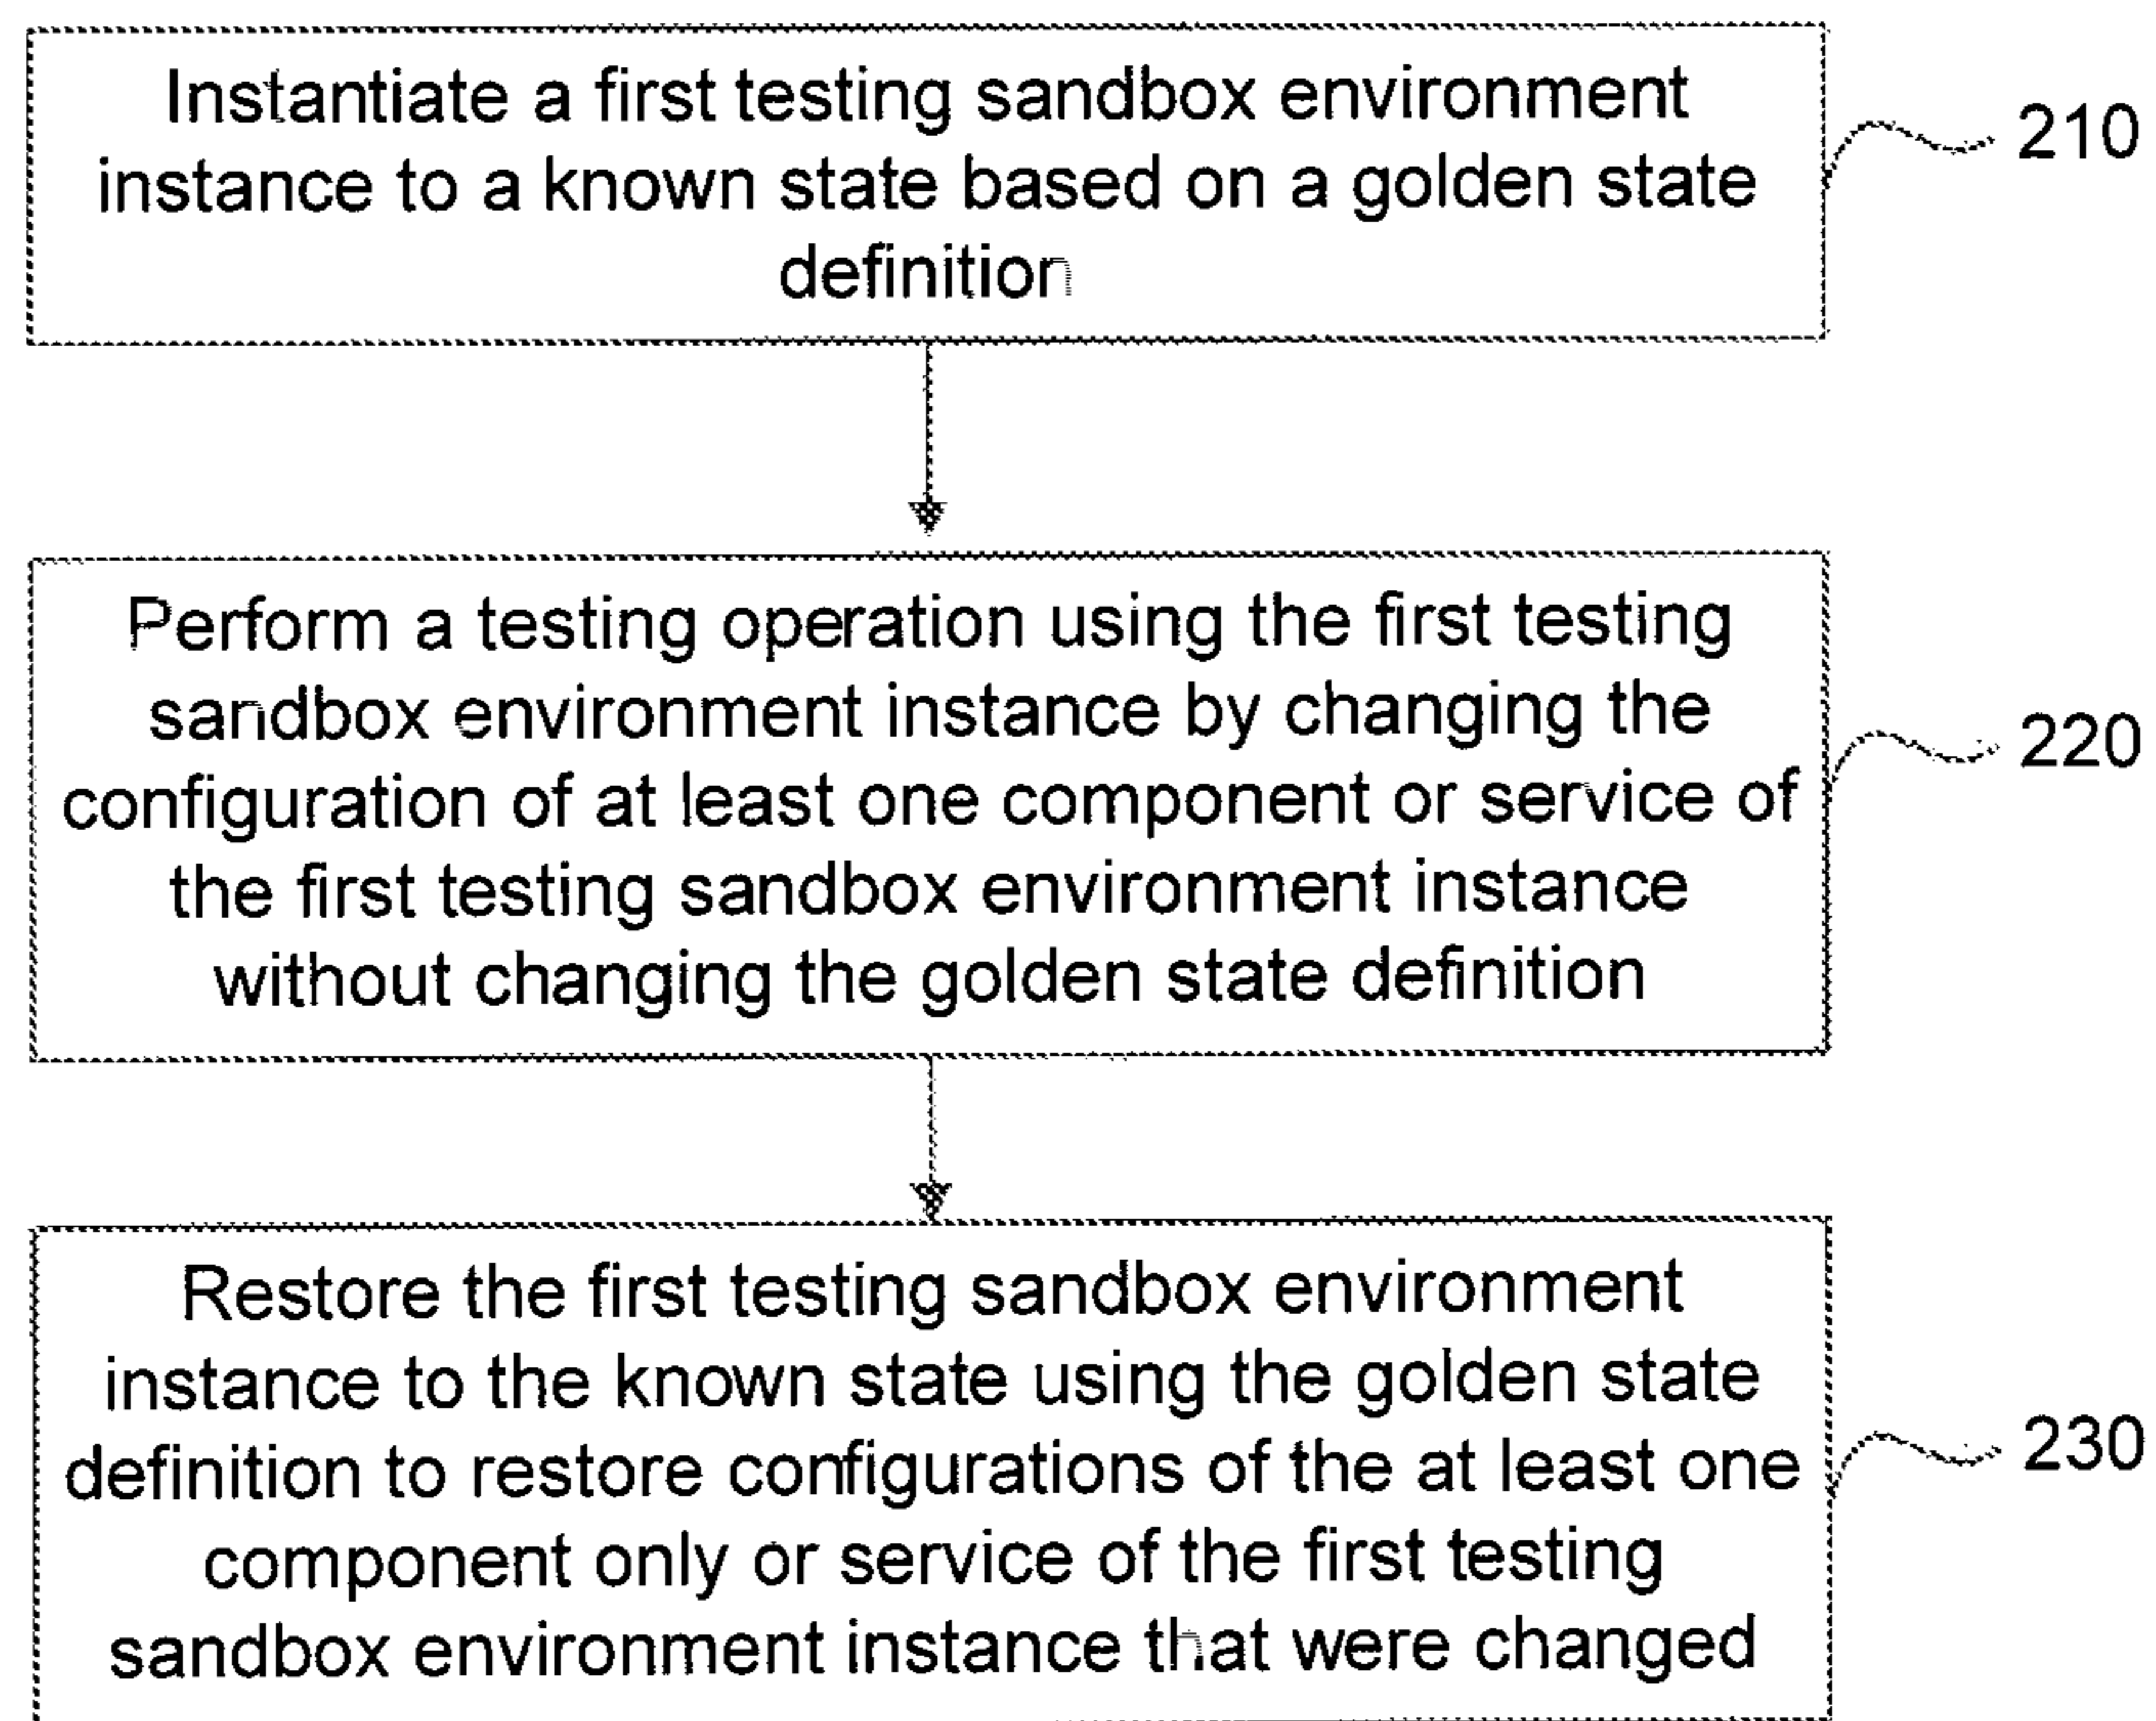 Instantiate a first testing sandbox environment
instance to a known state based on a golden state
definition
210
Perform a testing operation using the first testing
sandbox environment instance by changing the
configuration of at least one component or service of
the first testing sandbox environment instance
without changing the golden state definition
220
Restore the first testing sandbox environment
instance to the known state using the golden state
definition to restore configurations of the at least one
component only or service of the first testing
sandbox environment instance that were changed
230